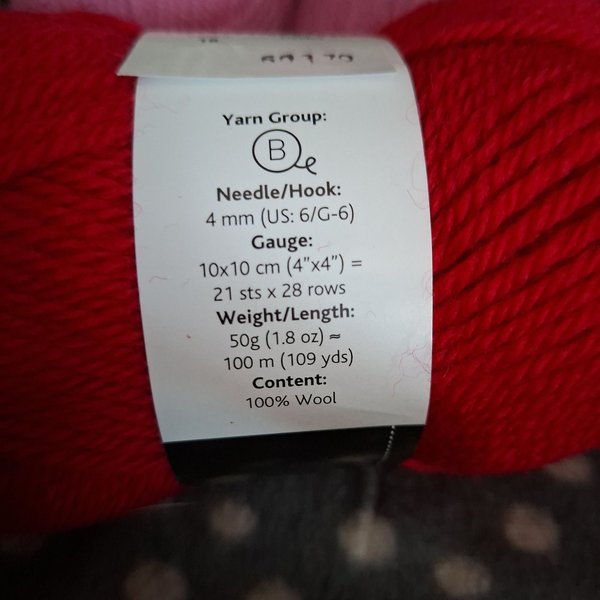 Yarn Group:
B
Needle/Hook:
4 mm (US: 6/G-6)
Gauge:
10x10 cm (4"x4") =
21 sts x 28 rows
Weight/Length:
50g (1.8 oz) ≈
100 m (109 yds)
Content:
100% Wool